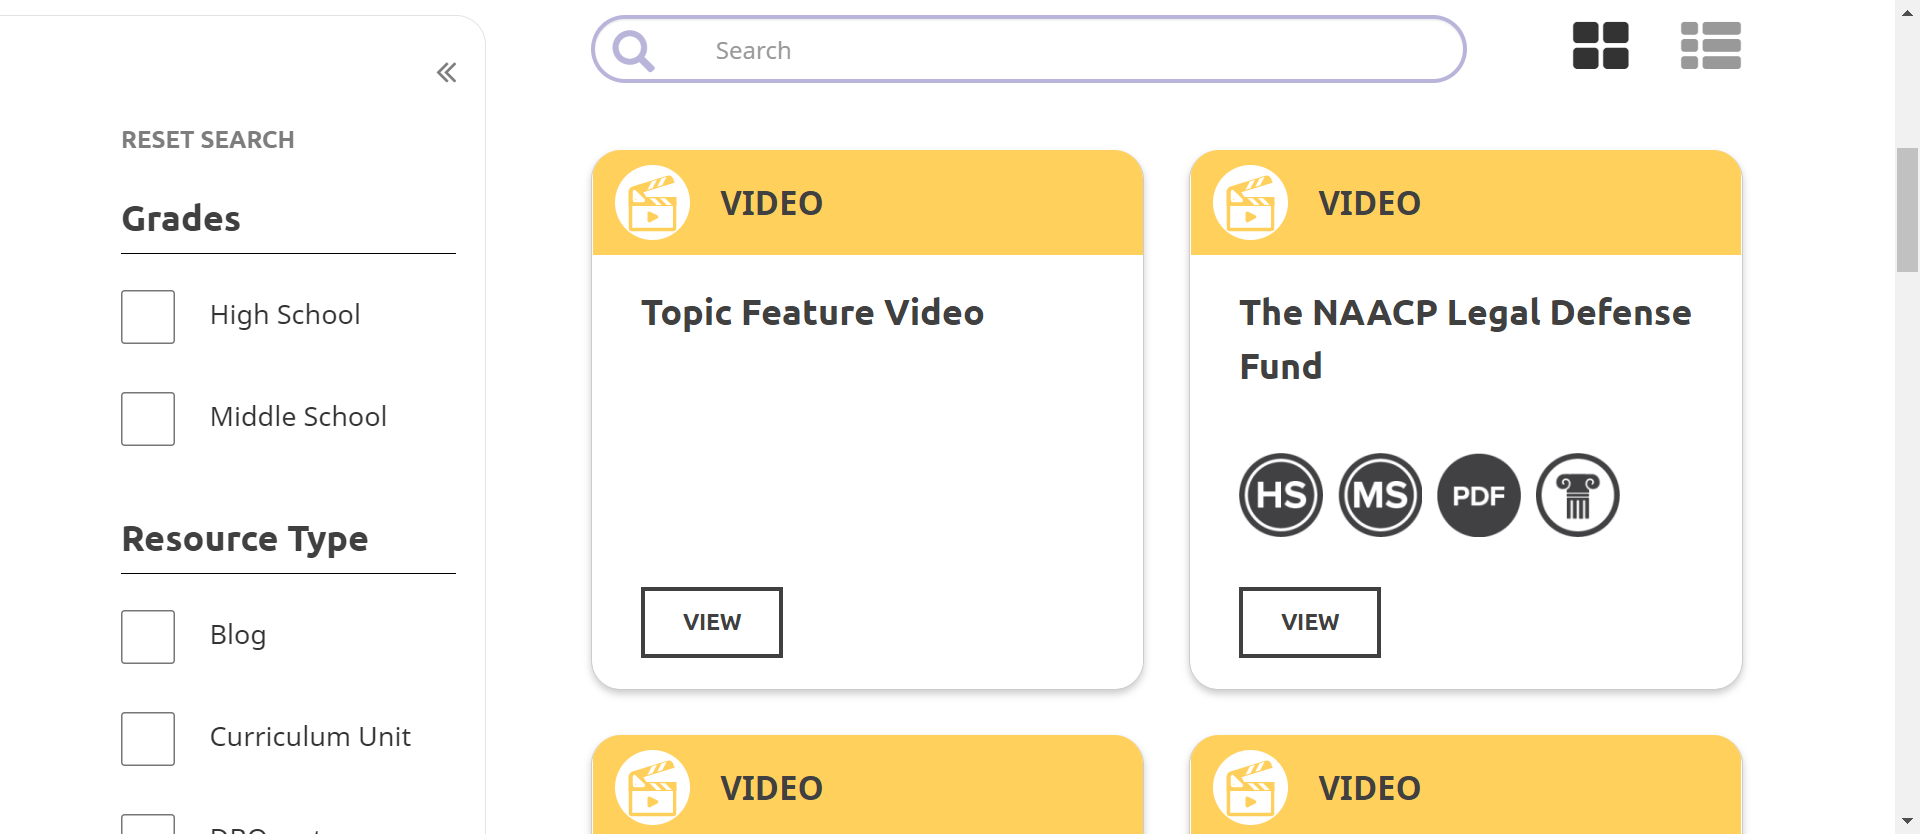 Search
RESET SEARCH
Grades
High School
Middle School
Resource Type
Blog
Curriculum Unit
VIDEO
Topic Feature Video
VIEW
VIDEO
The NAACP Legal Defense
Fund
HS MS PDF
VIEW
VIDEO
VIDEO